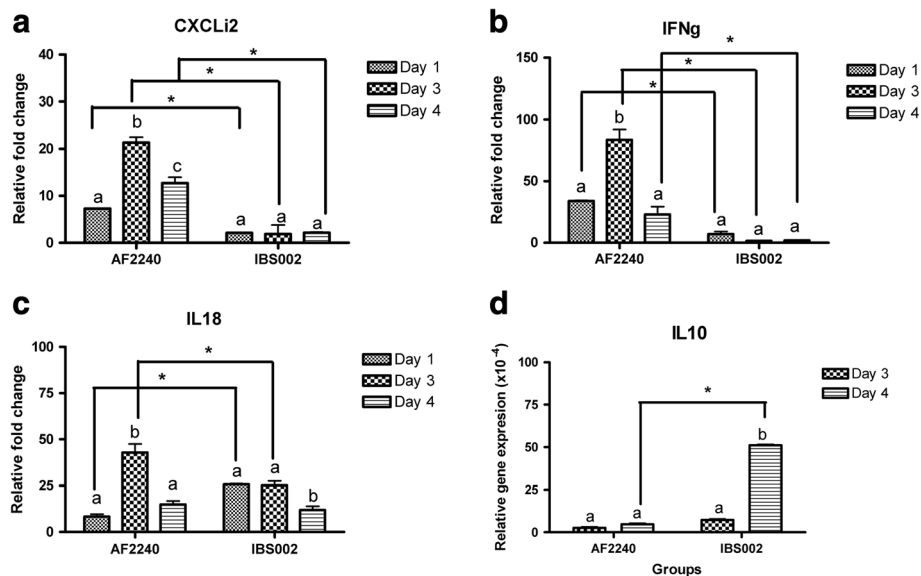 a
CXCLi2
Relative fold change
40
30
20
10
0
*
*
*
a
b
c
a
a
a
AF2240
IBS002
Day 1
Day 3
Day 4
b
IFNg
Relative fold change
150
100
50
0
*
*
*
a
b
a
a
a
a
AF2240
IBS002
Day 1
Day 3
Day 4
c
IL18
Relative fold change
100
75
50
25
0
*
*
a
b
a
a
a
b
AF2240
IBS002
Day 1
Day 3
Day 4
d
IL10
Relative gene expresion (x10⁻⁴)
100
75
50
25
0
*
a
a
a
b
AF2240
IBS002
Groups
Day 3
Day 4